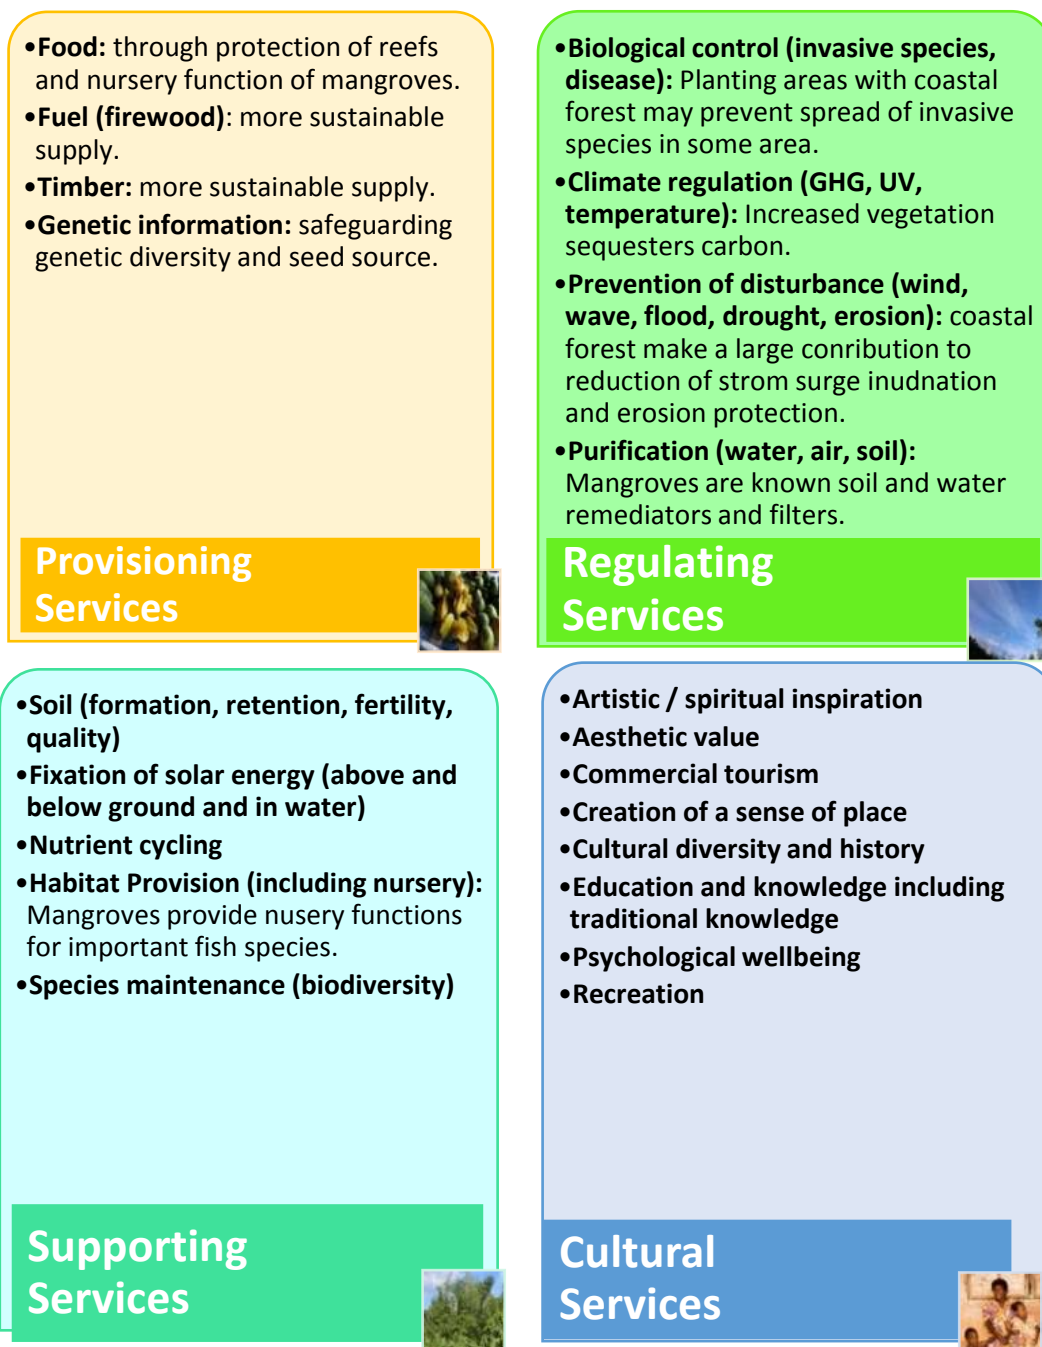 •Food: through protection of reefs
and nursery function of mangroves.
•Fuel (firewood): more sustainable
supply.
•Timber: more sustainable supply.
•Genetic information: safeguarding
genetic diversity and seed source.
Provisioning
Services
•Biological control (invasive species,
disease): Planting areas with coastal
forest may prevent spread of invasive
species in some area.
•Climate regulation (GHG, UV,
temperature): Increased vegetation
sequesters carbon.
•Prevention of disturbance (wind,
wave, flood, drought, erosion): coastal
forest make a large conribution to
reduction of strom surge inudnation
and erosion protection.
•Purification (water, air, soil):
Mangroves are known soil and water
remediators and filters.
Regulating
Services
•Soil (formation, retention, fertility,
quality)
•Fixation of solar energy (above and
below ground and in water)
•Nutrient cycling
•Habitat Provision (including nursery):
Mangroves provide nusery functions
for important fish species.
•Species maintenance (biodiversity)
Supporting
Services
•Artistic / spiritual inspiration
•Aesthetic value
•Commercial tourism
•Creation of a sense of place
•Cultural diversity and history
•Education and knowledge including
traditional knowledge
•Psychological wellbeing
•Recreation
Cultural
Services